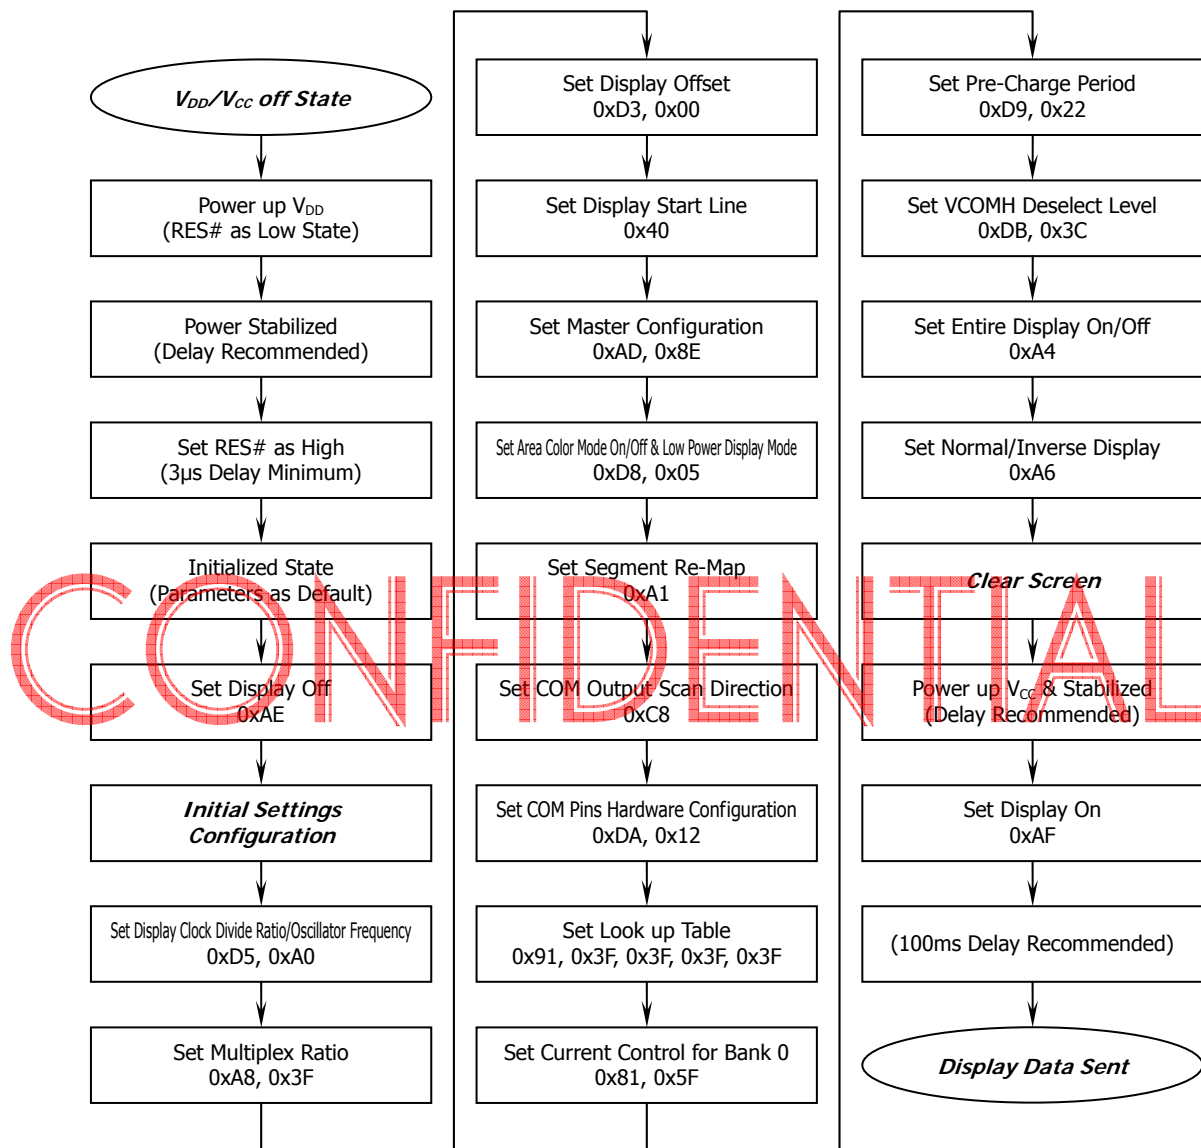 V_DD/V_CC off State
Power up V_DD
(RES# as Low State)
Power Stabilized
(Delay Recommended)
Set RES# as High
(3μs Delay Minimum)
Initialized State
(Parameters as Default)
Set Display Off
0xAE
Initial Settings
Configuration
Set Display Clock Divide Ratio/Oscillator Frequency
0xD5, 0xA0
Set Multiplex Ratio
0xA8, 0x3F
Set Display Offset
0xD3, 0x00
Set Display Start Line
0x40
Set Master Configuration
0xAD, 0x8E
Set Area Color Mode On/Off & Low Power Display Mode
0xD8, 0x05
Set Segment Re-Map
0xA1
Set COM Output Scan Direction
0xC8
Set COM Pins Hardware Configuration
0xDA, 0x12
Set Look up Table
0x91, 0x3F, 0x3F, 0x3F, 0x3F
Set Current Control for Bank 0
0x81, 0x5F
Set Pre-Charge Period
0xD9, 0x22
Set VCOMH Deselect Level
0xDB, 0x3C
Set Entire Display On/Off
0xA4
Set Normal/Inverse Display
0xA6
Clear Screen
Power up V_CC & Stabilized
(Delay Recommended)
Set Display On
0xAF
(100ms Delay Recommended)
Display Data Sent
CONFIDENTIAL